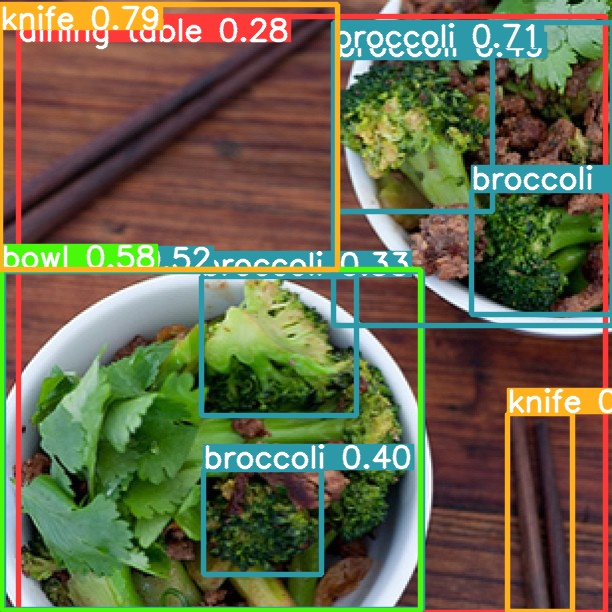 knife 0.79
dining table 0.28
broccoli 0.71
broccoli
bowl 0.58
.52
broccoli 0.33
knife 0
broccoli 0.40